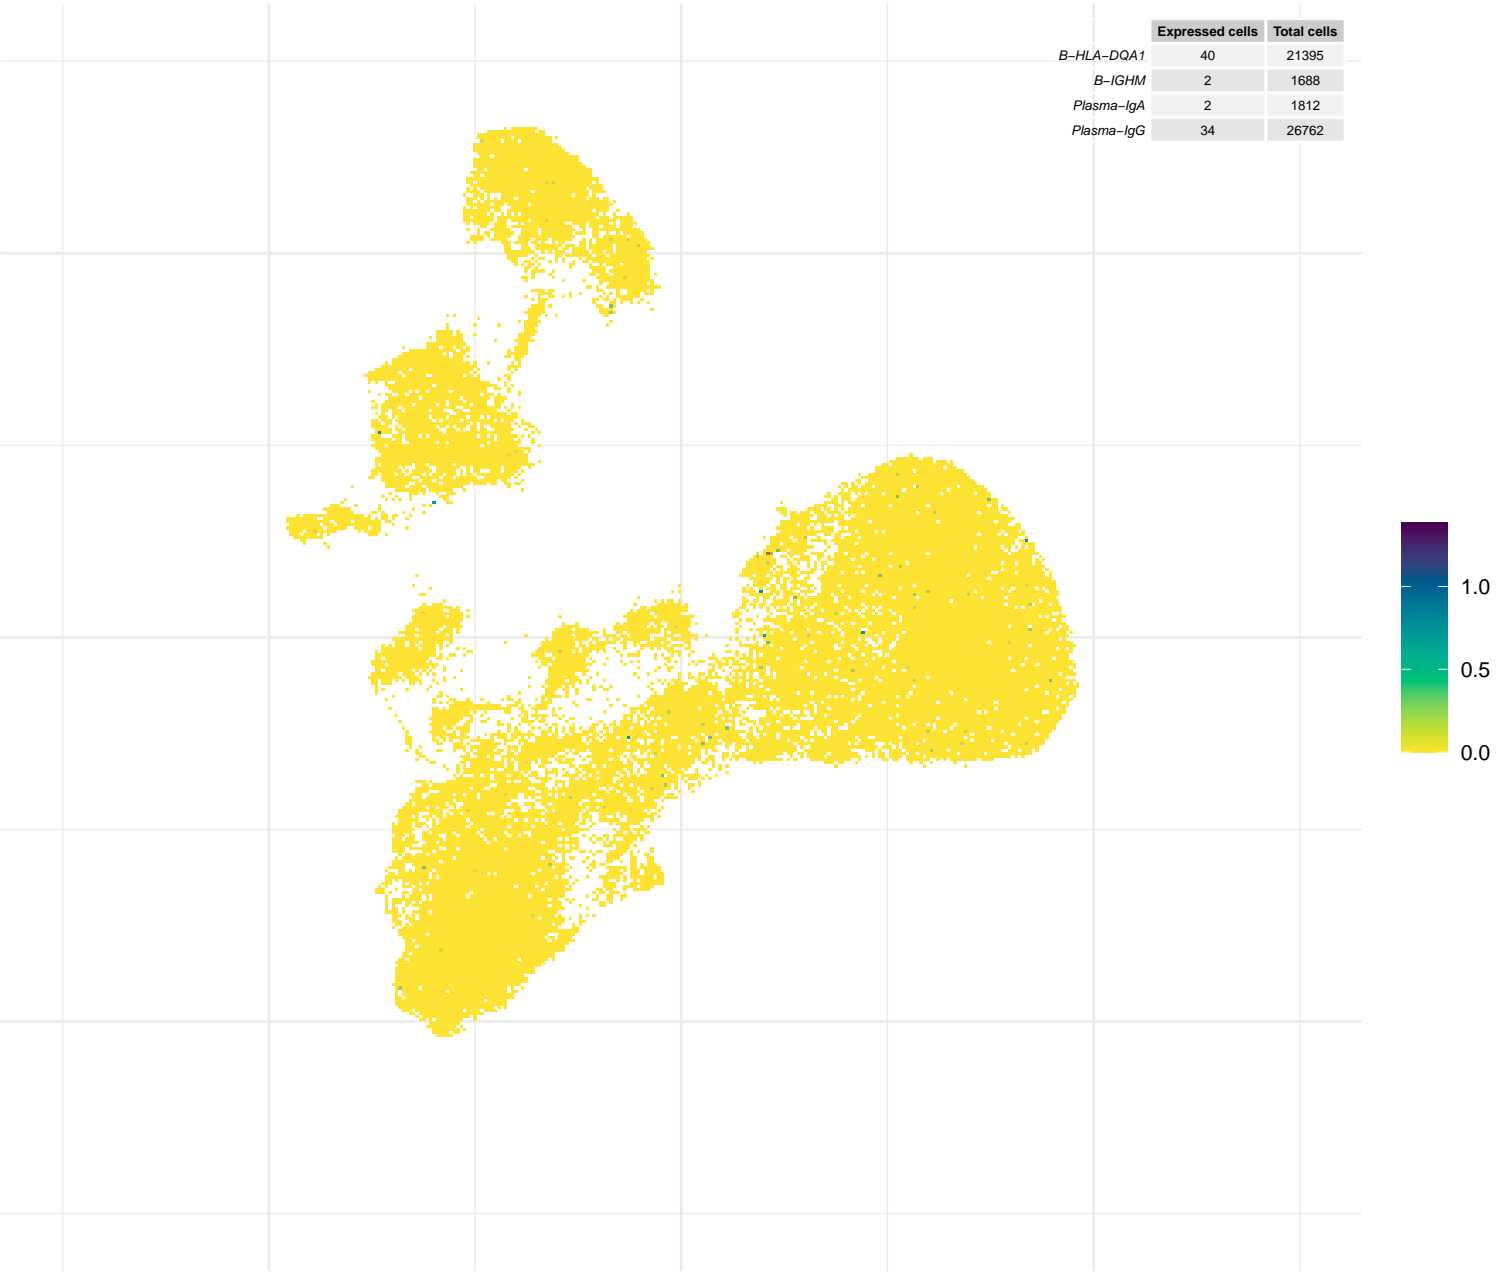 Expressed cells Total cells
B−HLA−DQA1 40 21395
B−IGHM 2 1688
Plasma−IgA 2 1812
Plasma−IgG 34 26762
1.0
0.5
0.0